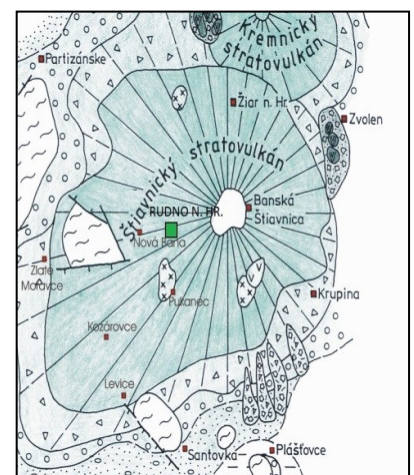 Kremnický
stratovulkán
Partizánske
Žiar n. Hr.
Zvolen
Štiavnický stratovulkán
RUDNO N. HR.
Banská
Štiavnica
Nová Baňa
Zlaté
Moravce
Pukanec
Krupina
Kozárovce
Levice
Santovka
Plášťovce